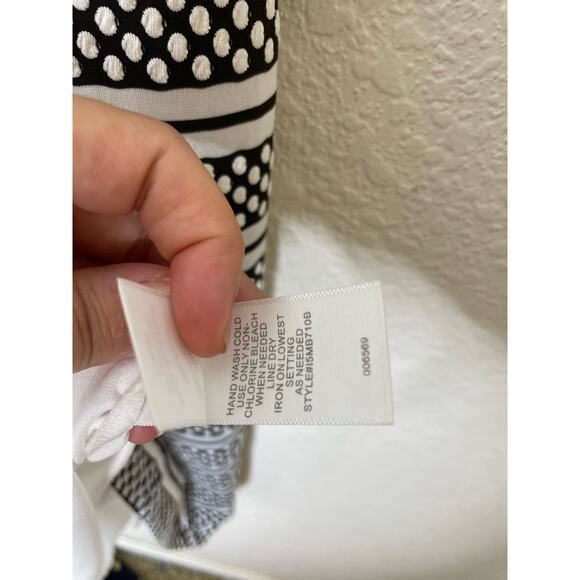 HAND WASH COLD
USE ONLY NON-
CHLORINE BLEACH
WHEN NEEDED
LINE DRY
IRON ON LOWEST
SETTING
AS NEEDED
STYLE#I5MB710B
006569